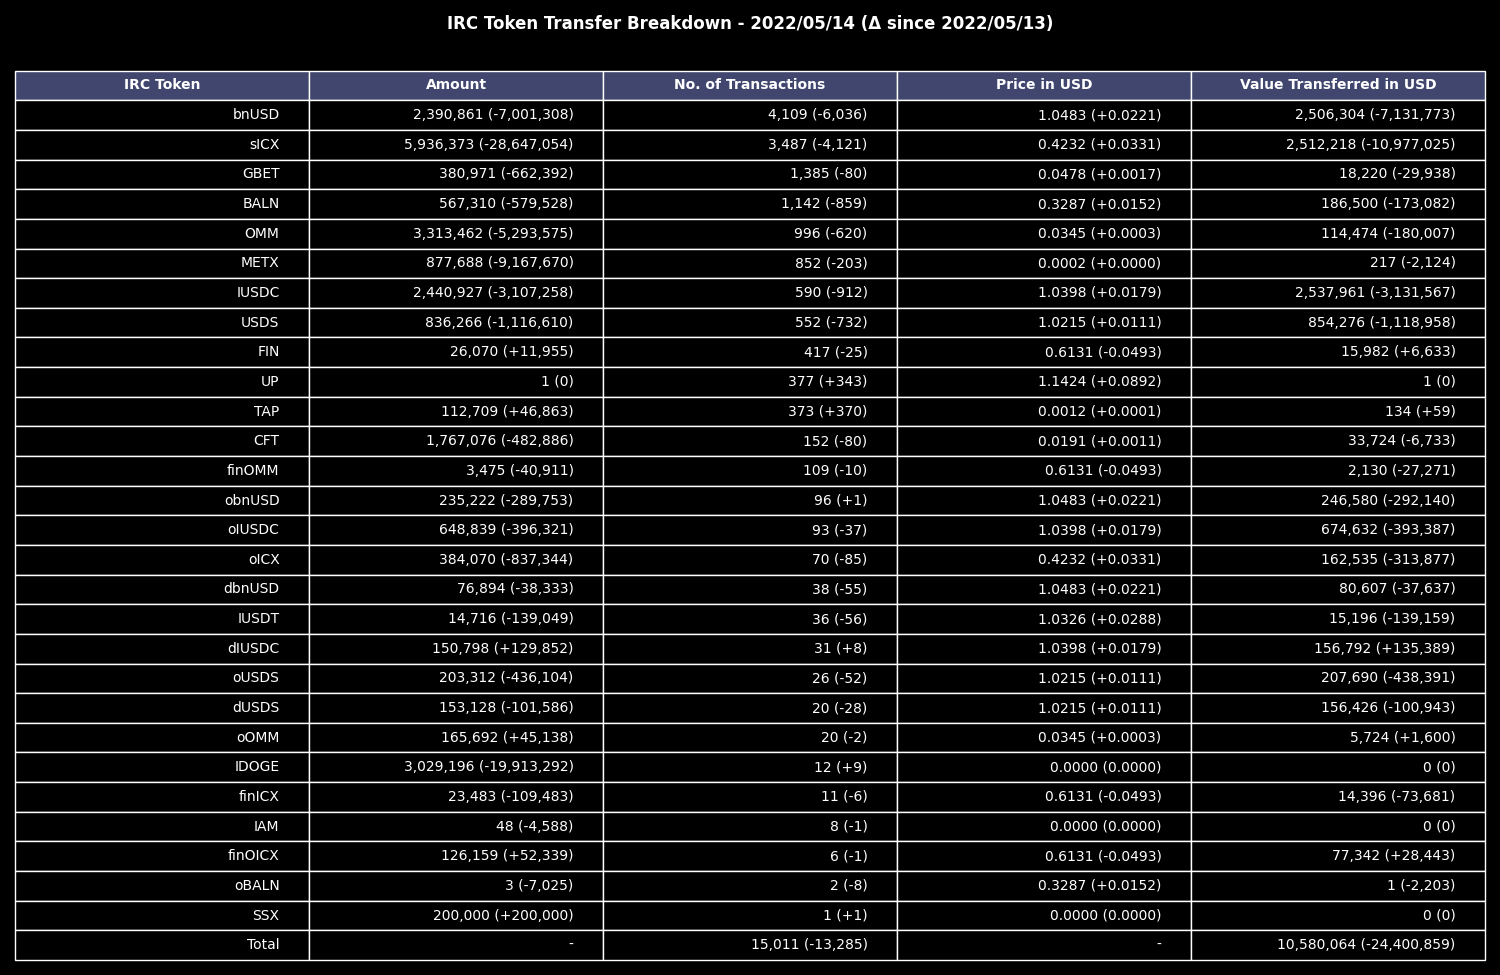 IRC Token Transfer Breakdown - 2022/05/14 (Δ since 2022/05/13)
IRC Token Amount No. of Transactions Price in USD Value Transferred in USD
bnUSD 2,390,861 (-7,001,308) 4,109 (-6,036) 1.0483 (+0.0221) 2,506,304 (-7,131,773)
sICX 5,936,373 (-28,647,054) 3,487 (-4,121) 0.4232 (+0.0331) 2,512,218 (-10,977,025)
GBET 380,971 (-662,392) 1,385 (-80) 0.0478 (+0.0017) 18,220 (-29,938)
BALN 567,310 (-579,528) 1,142 (-859) 0.3287 (+0.0152) 186,500 (-173,082)
OMM 3,313,462 (-5,293,575) 996 (-620) 0.0345 (+0.0003) 114,474 (-180,007)
METX 877,688 (-9,167,670) 852 (-203) 0.0002 (+0.0000) 217 (-2,124)
IUSDC 2,440,927 (-3,107,258) 590 (-912) 1.0398 (+0.0179) 2,537,961 (-3,131,567)
USDS 836,266 (-1,116,610) 552 (-732) 1.0215 (+0.0111) 854,276 (-1,118,958)
FIN 26,070 (+11,955) 417 (-25) 0.6131 (-0.0493) 15,982 (+6,633)
UP 1 (0) 377 (+343) 1.1424 (+0.0892) 1 (0)
TAP 112,709 (+46,863) 373 (+370) 0.0012 (+0.0001) 134 (+59)
CFT 1,767,076 (-482,886) 152 (-80) 0.0191 (+0.0011) 33,724 (-6,733)
finOMM 3,475 (-40,911) 109 (-10) 0.6131 (-0.0493) 2,130 (-27,271)
obnUSD 235,222 (-289,753) 96 (+1) 1.0483 (+0.0221) 246,580 (-292,140)
oIUSDC 648,839 (-396,321) 93 (-37) 1.0398 (+0.0179) 674,632 (-393,387)
oICX 384,070 (-837,344) 70 (-85) 0.4232 (+0.0331) 162,535 (-313,877)
dbnUSD 76,894 (-38,333) 38 (-55) 1.0483 (+0.0221) 80,607 (-37,637)
IUSDT 14,716 (-139,049) 36 (-56) 1.0326 (+0.0288) 15,196 (-139,159)
dIUSDC 150,798 (+129,852) 31 (+8) 1.0398 (+0.0179) 156,792 (+135,389)
oUSDS 203,312 (-436,104) 26 (-52) 1.0215 (+0.0111) 207,690 (-438,391)
dUSDS 153,128 (-101,586) 20 (-28) 1.0215 (+0.0111) 156,426 (-100,943)
oOMM 165,692 (+45,138) 20 (-2) 0.0345 (+0.0003) 5,724 (+1,600)
IDOGE 3,029,196 (-19,913,292) 12 (+9) 0.0000 (0.0000) 0 (0)
finICX 23,483 (-109,483) 11 (-6) 0.6131 (-0.0493) 14,396 (-73,681)
IAM 48 (-4,588) 8 (-1) 0.0000 (0.0000) 0 (0)
finOICX 126,159 (+52,339) 6 (-1) 0.6131 (-0.0493) 77,342 (+28,443)
oBALN 3 (-7,025) 2 (-8) 0.3287 (+0.0152) 1 (-2,203)
SSX 200,000 (+200,000) 1 (+1) 0.0000 (0.0000) 0 (0)
Total - 15,011 (-13,285) - 10,580,064 (-24,400,859)